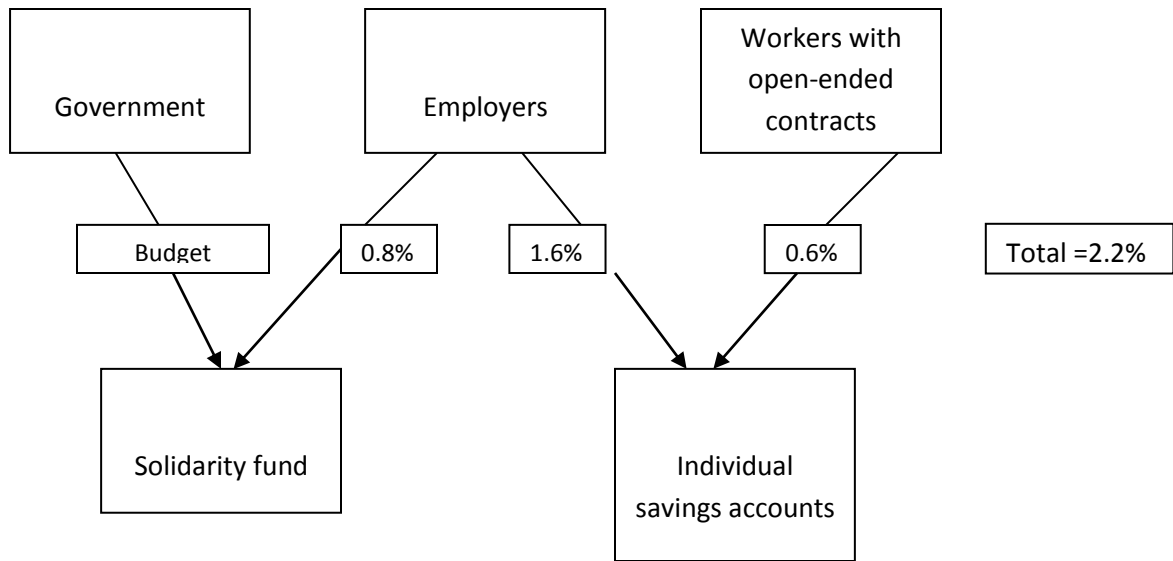 Government
Employers
Workers with
open-ended
contracts
Budget
0.8%
1.6%
0.6%
Total =2.2%
Solidarity fund
Individual
savings accounts